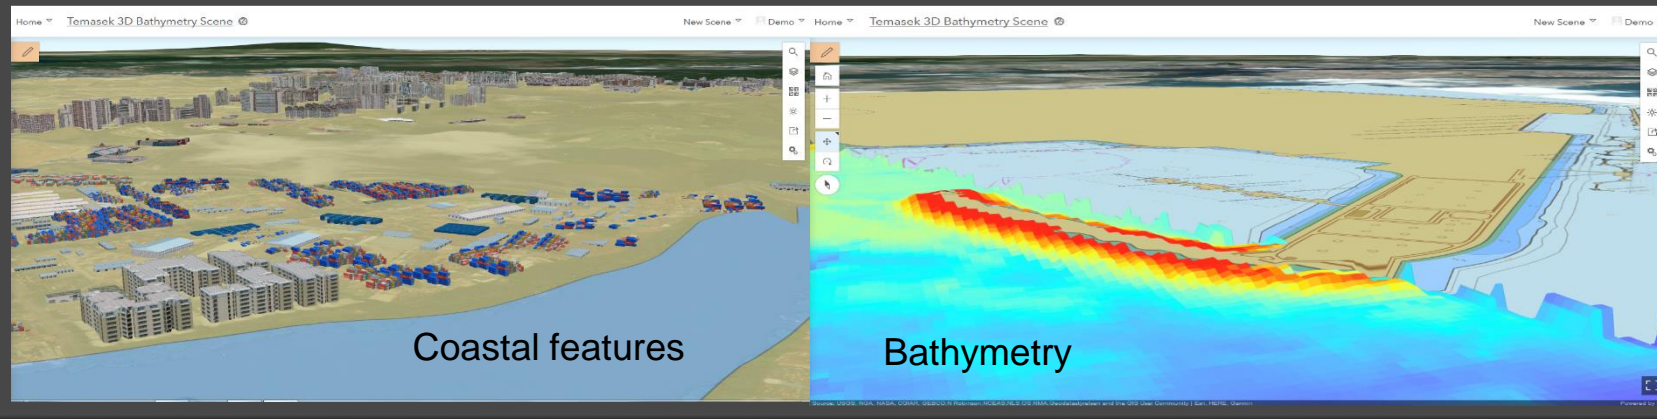 Home Temasek 3D Bathymetry Scene New Scene Demo
Home Temasek 3D Bathymetry Scene New Scene Demo
Coastal features
Bathymetry